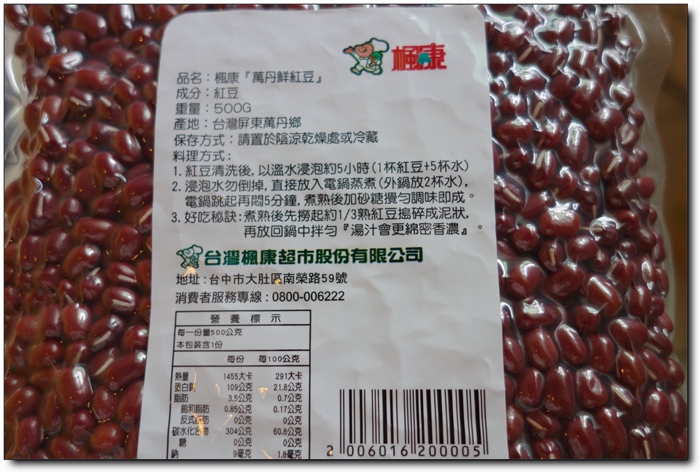 楓康
品名：楓康『萬丹鮮紅豆』
成分：紅豆
重量：500G
產地：台灣屏東萬丹鄉
保存方式：請置於陰涼乾燥處或冷藏
料理方式：
1. 紅豆清洗後, 以溫水浸泡約5小時（1杯紅豆+5杯水）
2. 浸泡水勿倒掉, 直接放入電鍋蒸煮（外鍋放2杯水),
電鍋跳起再悶5分鐘, 煮熟後加砂糖攪勻調味即成。
3. 好吃秘訣：煮熟後先撈起約1/3熟紅豆搗碎成泥狀,
再放回鍋中拌勻『湯汁會更綿密香濃』。
台灣楓康超市股份有限公司
地址：台中市大肚區南榮路59號
消費者服務專線：0800-006222
營養標示
每一份量500公克
本包裝含1份
每份 每100公克
熱量 1455大卡 291大卡
蛋白質 109公克 21.8公克
脂肪 3.5公克 0.7公克
飽和脂肪 0.85公克 0.17公克
反式脂肪 0公克 0公克
碳水化合物 304公克 60.8公克
糖 0公克 0公克
鈉 9毫克 1.8毫克
2 006016 200005